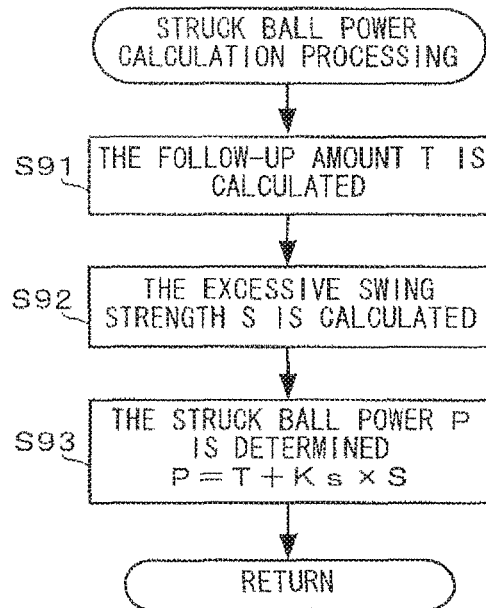 STRUCK BALL POWER
CALCULATION PROCESSING
S91
THE FOLLOW-UP AMOUNT T IS
CALCULATED
S92
THE EXCESSIVE SWING
STRENGTH S IS CALCULATED
S93
THE STRUCK BALL POWER P
IS DETERMINED
P=T+Ks×S
RETURN